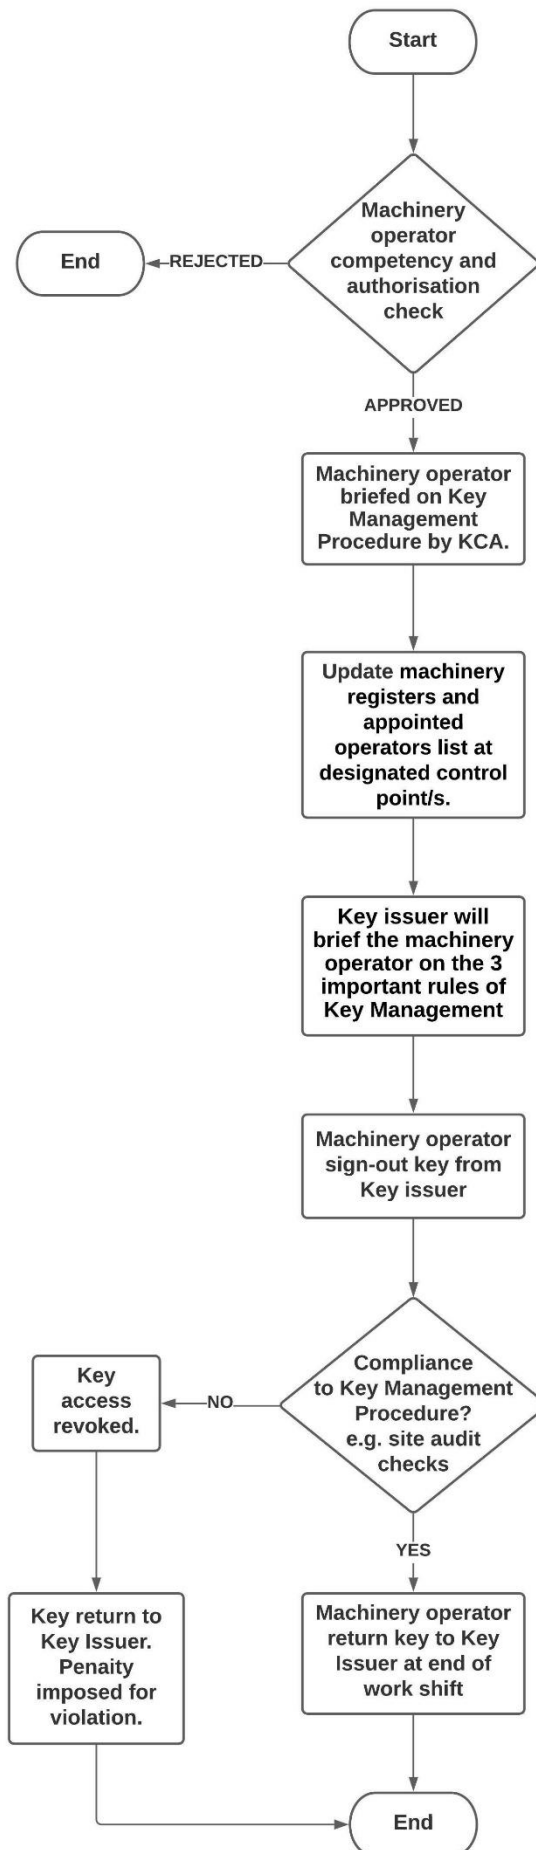 Start
Machinery
operator
competency and
authorisation
check
REJECTED
End
APPROVED
Machinery operator
briefed on Key
Management
Procedure by KCA.
Update machinery
registers and
appointed
operators list at
designated control
point/s.
Key issuer will
brief the machinery
operator on the 3
important rules of
Key Management
Machinery operator
sign-out key from
Key issuer
Compliance
to Key Management
Procedure?
e.g. site audit
checks
NO
Key
access
revoked.
YES
Key return to
Key Issuer.
Penaity
imposed for
violation.
Machinery operator
return key to Key
Issuer at end of
work shift
End